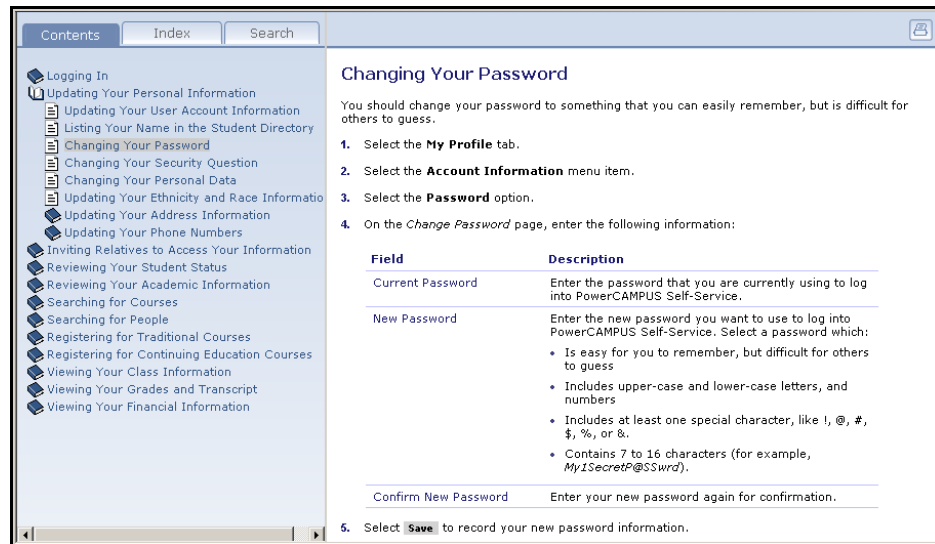 Contents
Index
Search
Logging In
Updating Your Personal Information
Updating Your User Account Information
Listing Your Name in the Student Directory
Changing Your Password
Changing Your Security Question
Changing Your Personal Data
Updating Your Ethnicity and Race Informatio
Updating Your Address Information
Updating Your Phone Numbers
Inviting Relatives to Access Your Information
Reviewing Your Student Status
Reviewing Your Academic Information
Searching for Courses
Searching for People
Registering for Traditional Courses
Registering for Continuing Education Courses
Viewing Your Class Information
Viewing Your Grades and Transcript
Viewing Your Financial Information
Changing Your Password
You should change your password to something that you can easily remember, but is difficult for
others to guess.
1. Select the My Profile tab.
2. Select the Account Information menu item.
3. Select the Password option.
4. On the Change Password page, enter the following information:
Field Description
Current Password Enter the password that you are currently using to log
into PowerCAMPUS Self-Service.
New Password Enter the new password you want to use to log into
PowerCAMPUS Self-Service. Select a password which:
• Is easy for you to remember, but difficult for others
to guess
• Includes upper-case and lower-case letters, and
numbers
• Includes at least one special character, like !, @, #,
$, %, or &.
• Contains 7 to 16 characters (for example,
My1SecretP@SSwrd).
Confirm New Password Enter your new password again for confirmation.
5. Select Save to record your new password information.